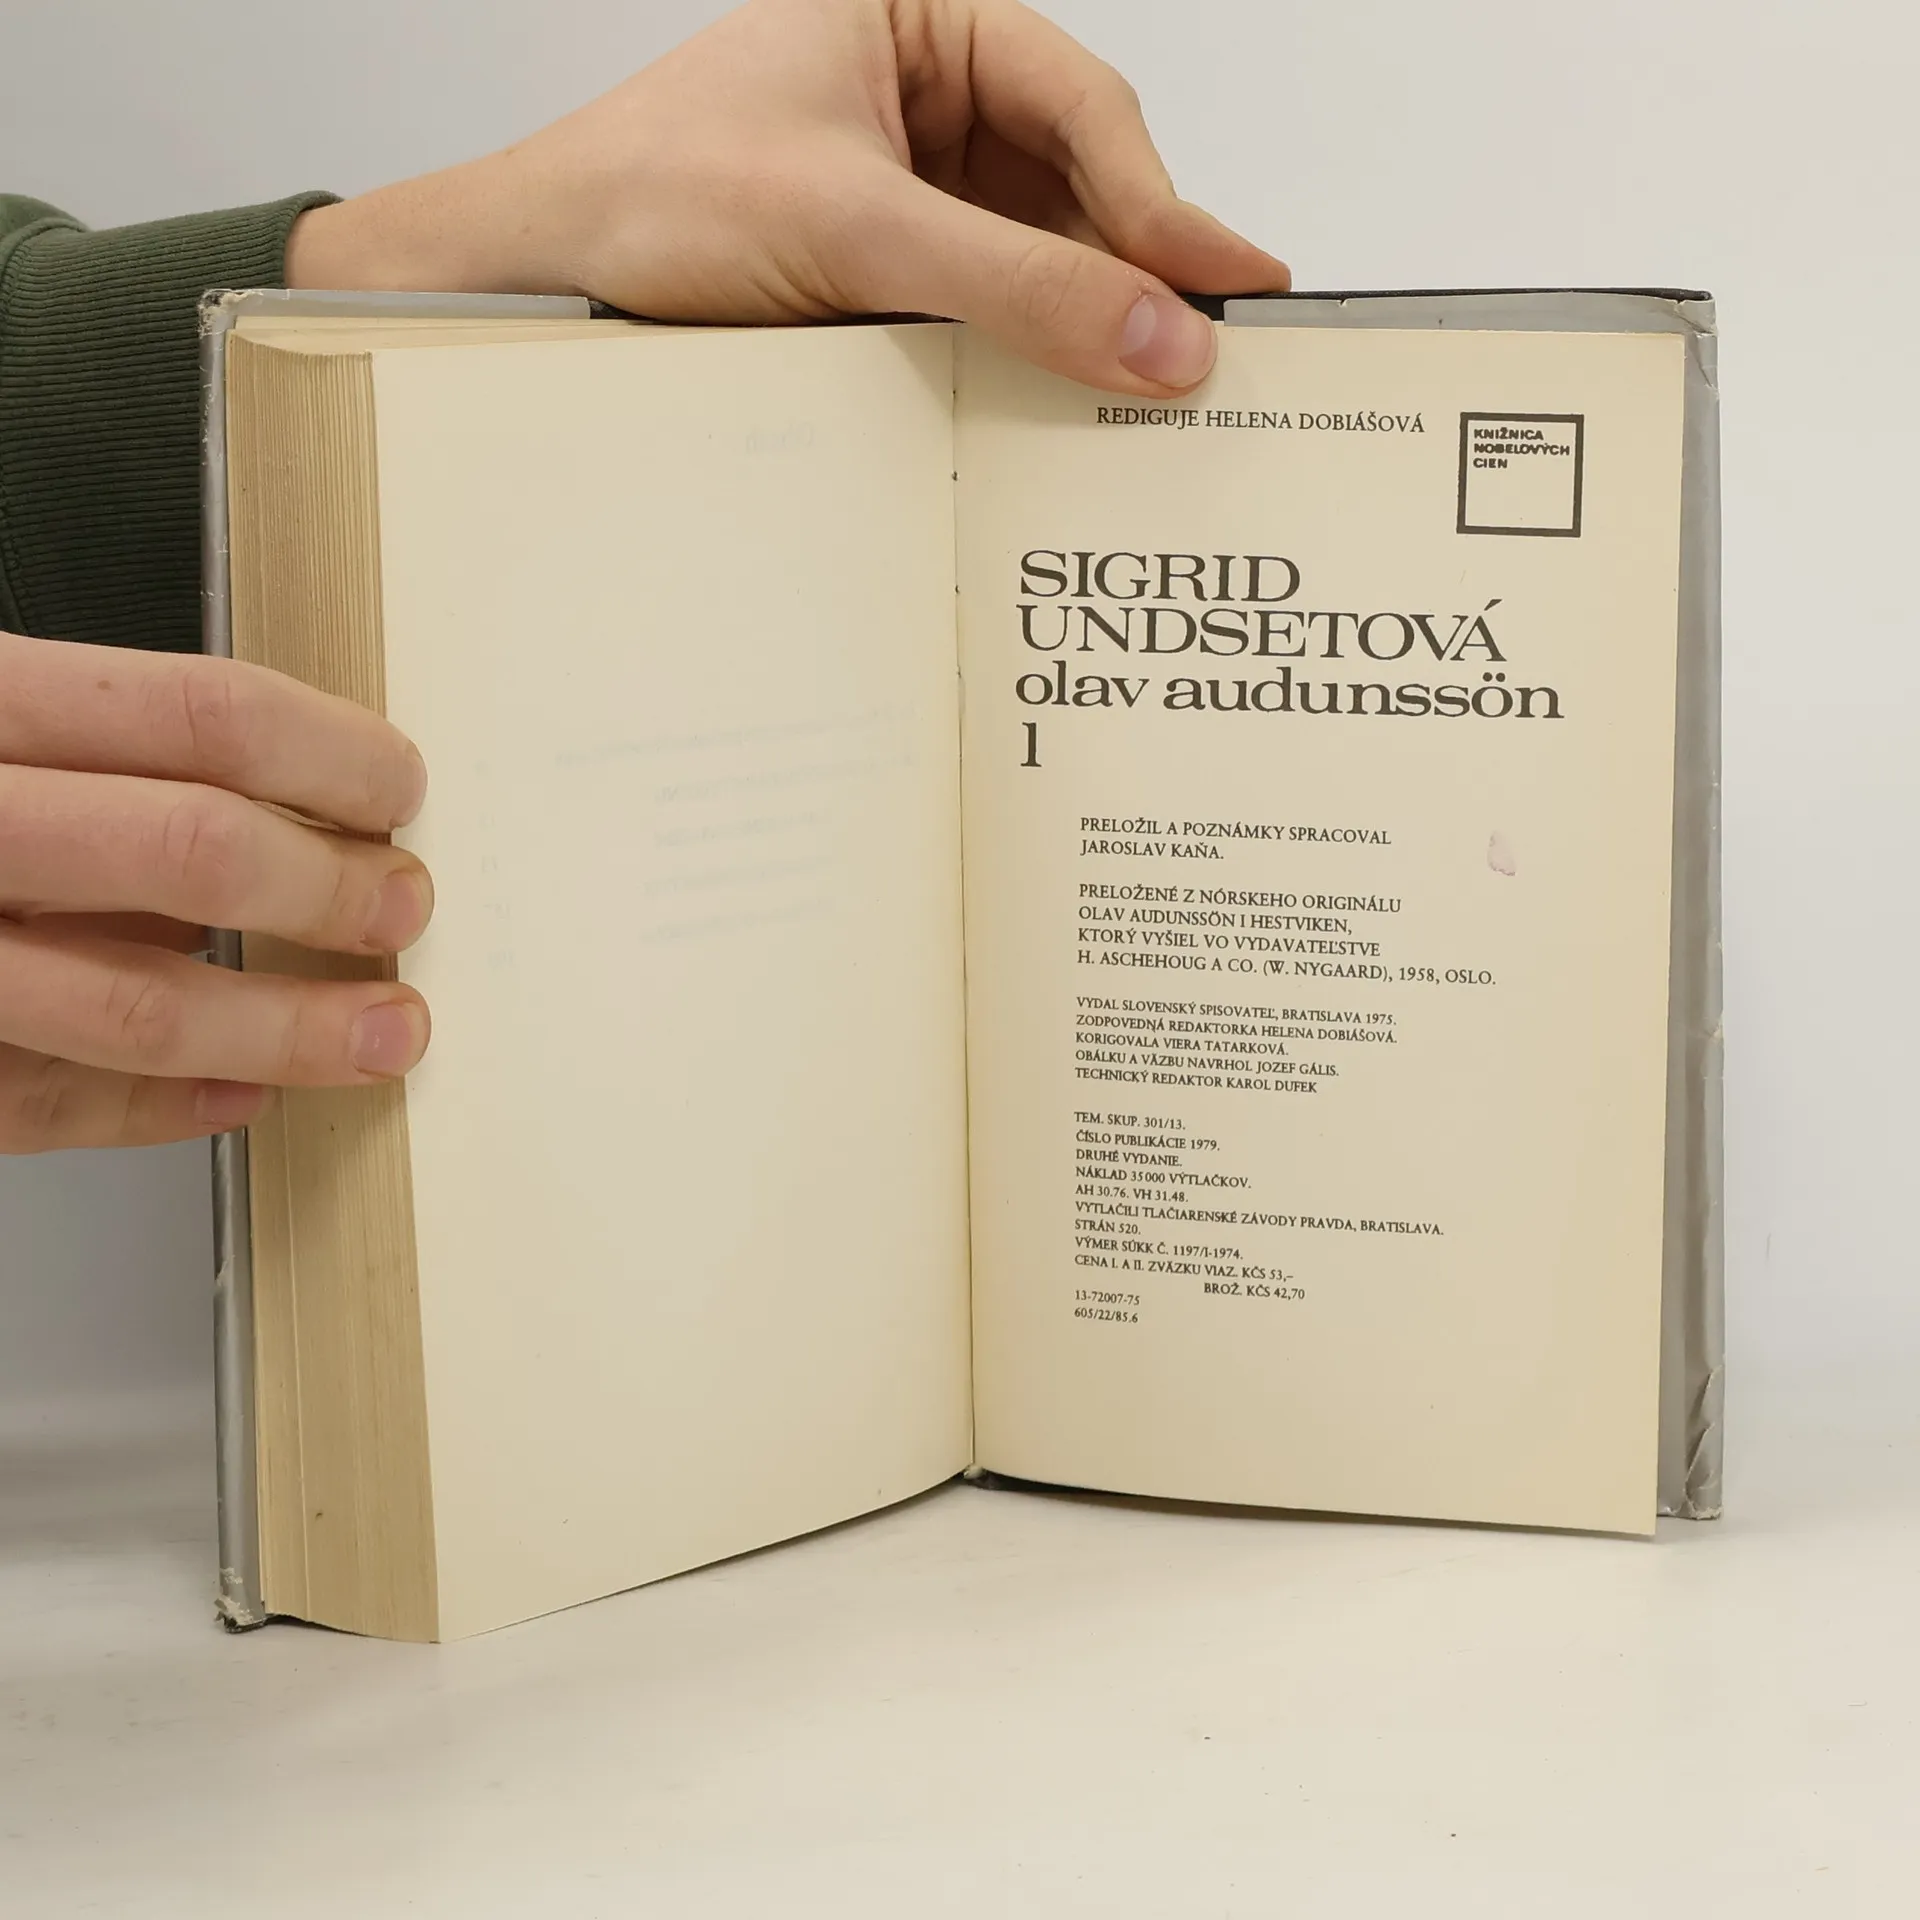 REDIGUJE HELENA DOBIÁŠOVÁ
KNIŽNICA
NOBELOVÝCH
CIEN
SIGRID
UNDSETOVÁ
olav audunssön
1
PRELOŽIL A POZNÁMKY SPRACOVAL
JAROSLAV KAŇA.
PRELOŽENÉ Z NÓRSKEHO ORIGINÁLU
OLAV AUDUNSSÖN I HESTVIKEN,
KTORÝ VYŠIEL VO VYDAVATEĽSTVE
H. ASCHEHOUG A CO. (W. NYGAARD), 1958, OSLO.
VYDAL SLOVENSKÝ SPISOVATEĽ, BRATISLAVA 1975.
ZODPOVEDNÁ REDAKTORKA HELENA DOBIÁŠOVÁ.
KORIGOVALA VIERA TATARKOVÁ.
OBÁLKU A VÄZBU NAVRHOL JOZEF GÁLIS.
TECHNICKÝ REDAKTOR KAROL DUFEK
TEM. SKUP. 301/13.
ČÍSLO PUBLIKÁCIE 1979.
DRUHÉ VYDANIE.
NÁKLAD 35 000 VÝTLAČKOV.
AH 30.76. VH 31.48.
VYTLAČILI TLAČIARENSKÉ ZÁVODY PRAVDA, BRATISLAVA.
STRÁN 520.
VÝMER SÚKK Č. 1197/I-1974.
CENA I. A II. ZVÄZKU VIAZ. KČS 53,–
BROŽ. KČS 42,70
13-72007-75
605/22/85.6